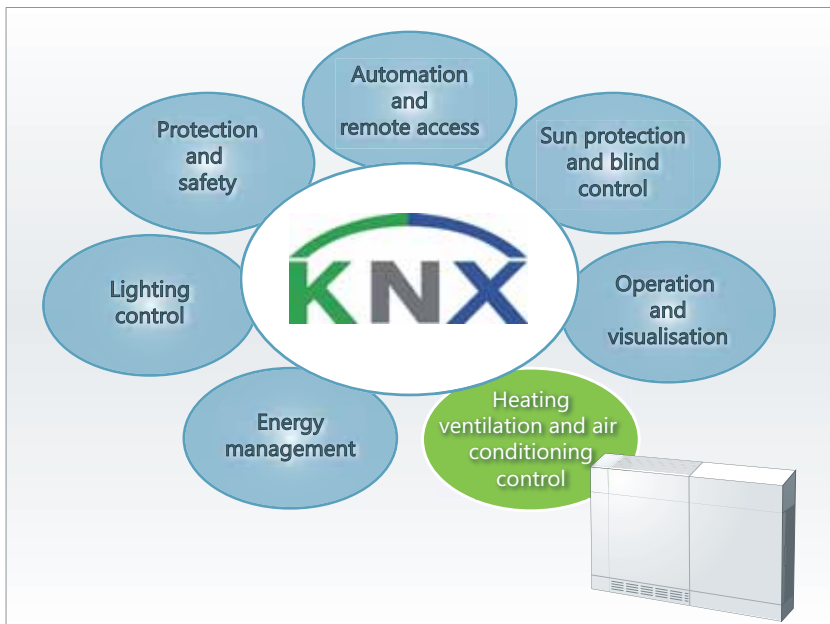 Automation
and
remote access
Protection
and
safety
Sun protection
and blind
control
KNX
Lighting
control
Operation
and
visualisation
Energy
management
Heating
ventilation and air
conditioning
control